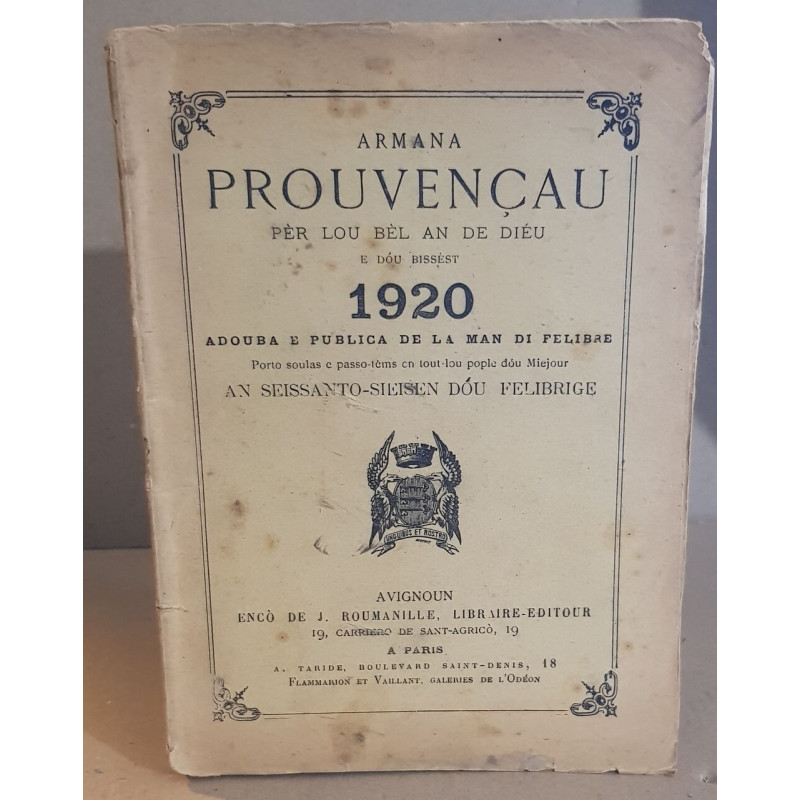 ARMANA
PROUVENÇAU
PÈR LOU BÈL AN DE DIÉU
E DÓU BISSÈST
1920
ADOUBA E PUBLICA DE LA MAN DI FELIBRE
Porto soulas e passo-tèms en tout lou pople dóu Miejour
AN SEISSANTO-SIEISEN DÓU FELIBRIGE
UNGUIBUS ET ROSTRO
AVIGNOUN
ENCÒ DE J. ROUMANILLE, LIBRAIRE-EDITOUR
19, CARRIERO DE SANT-AGRICÒ, 19
A PARIS
A. TARIDE, BOULEVARD SAINT-DENIS, 18
FLAMMARION ET VAILLANT, GALERIES DE L'ODÉON